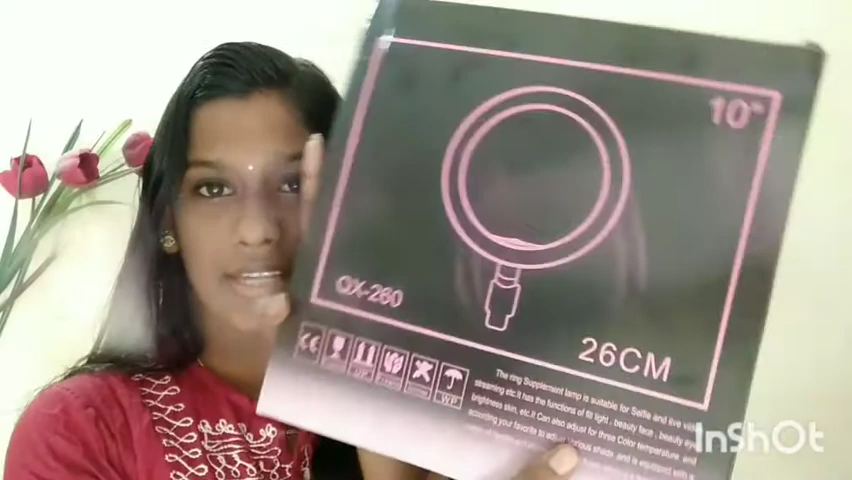 10"
QX-260
26CM
CE
UP
WP
The ring Supplement lamp is suitable for Selfie and live
streaming etc.It has the functions of fill light , beauty face , beauty
brightness skin, etc.It Can also adjust for three Color temperature, and
according your favorite to adjust various shade, and is equipped with
InShOt